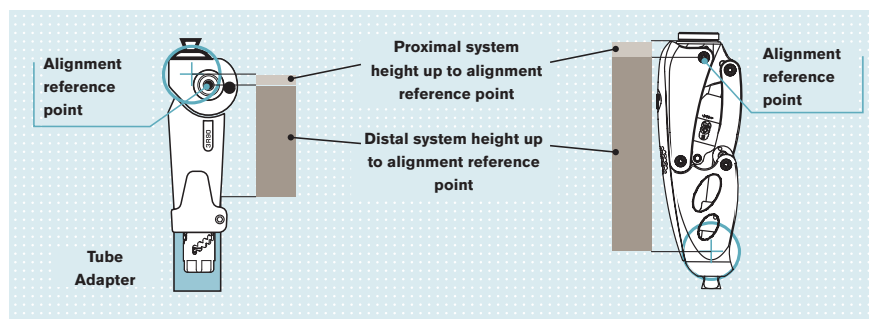 Alignment
reference
point
Proximal system
height up to alignment
reference point
Alignment
reference
point
Distal system height up
to alignment reference
point
3R90
Tube
Adapter